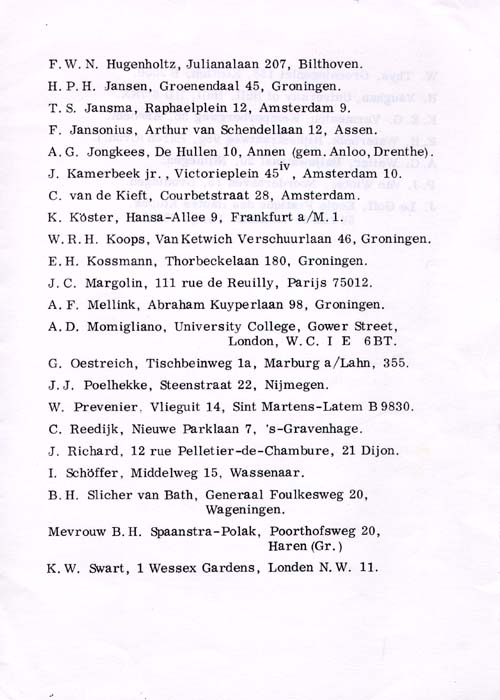 F. W. N. Hugenholtz, Julianalaan 207, Bilthoven.
H. P. H. Jansen, Groenendaal 45, Groningen.
T. S. Jansma, Raphaelplein 12, Amsterdam 9.
F. Jansonius, Arthur van Schendellaan 12, Assen.
A. G. Jongkees, De Hullen 10, Annen (gem. Anloo, Drenthe).
J. Kamerbeek jr., Victorieplein 45iv, Amsterdam 10.
C. van de Kieft, Courbetstraat 28, Amsterdam.
K. Köster, Hansa-Allee 9, Frankfurt a/M. 1.
W. R. H. Koops, Van Ketwich Verschuurlaan 46, Groningen.
E. H. Kossmann, Thorbeckelaan 180, Groningen.
J. C. Margolin, 111 rue de Reuilly, Parijs 75012.
A. F. Mellink, Abraham Kuyperlaan 98, Groningen.
A. D. Momigliano, University College, Gower Street,
London, W. C. I E 6BT.
G. Oestreich, Tischbeinweg 1a, Marburg a/Lahn, 355.
J. J. Poelhekke, Steenstraat 22, Nijmegen.
W. Prevenier, Vlieguit 14, Sint Martens-Latem B 9830.
C. Reedijk, Nieuwe Parklaan 7, 's-Gravenhage.
J. Richard, 12 rue Pelletier-de-Chambure, 21 Dijon.
I. Schöffer, Middelweg 15, Wassenaar.
B. H. Slicher van Bath, Generaal Foulkesweg 20,
Wageningen.
Mevrouw B. H. Spaanstra-Polak, Poorthofsweg 20,
Haren (Gr.)
K. W. Swart, 1 Wessex Gardens, Londen N. W. 11.